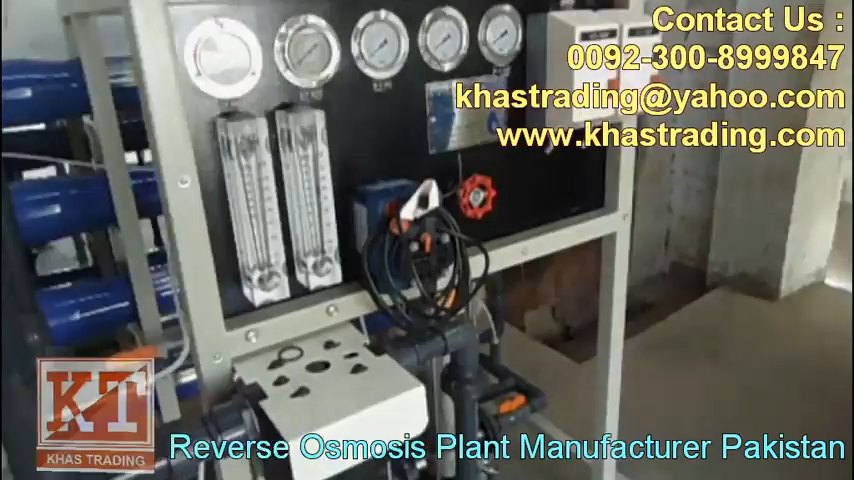 Contact Us :
0092-300-8999847
khastrading@yahoo.com
www.khastrading.com
KT
KHAS TRADING
Reverse Osmosis Plant Manufacturer Pakistan